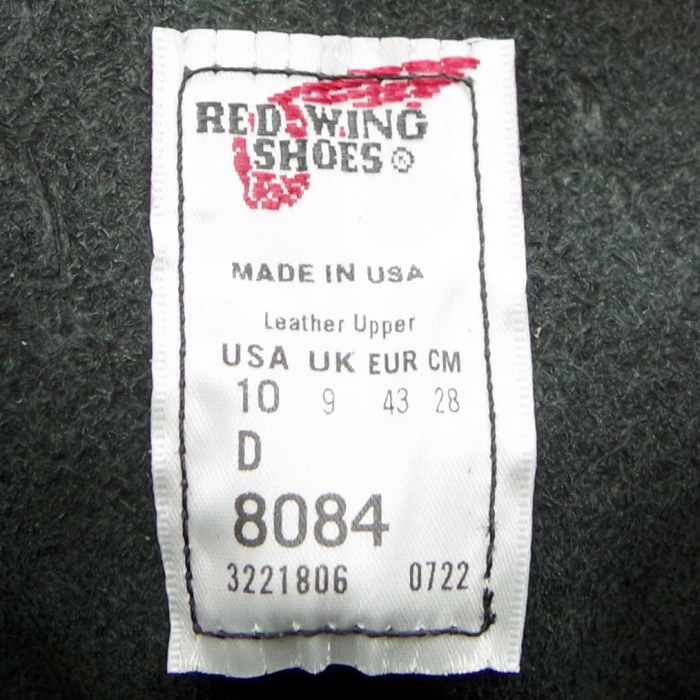 RED WING
SHOES ®
MADE IN USA
Leather Upper
USA UK EUR CM
10 9 43 28
D
8084
3221806 0722